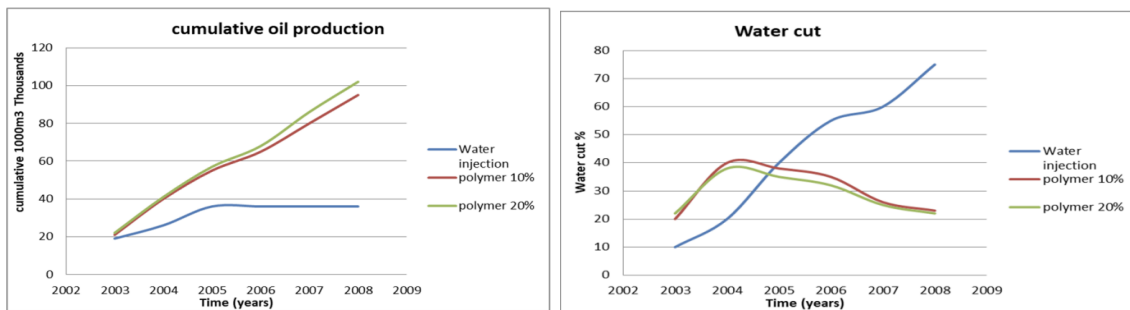 cumulative oil production
cumulative 1000m3 Thousands
120
100
80
60
40
20
0
2002 2003 2004 2005 2006 2007 2008 2009
Time (years)
Water
injection
polymer 10%
polymer 20%
Water cut
Water cut %
80
70
60
50
40
30
20
10
0
2002 2003 2004 2005 2006 2007 2008 2009
Time (years)
Water
injection
polymer 10%
polymer 20%